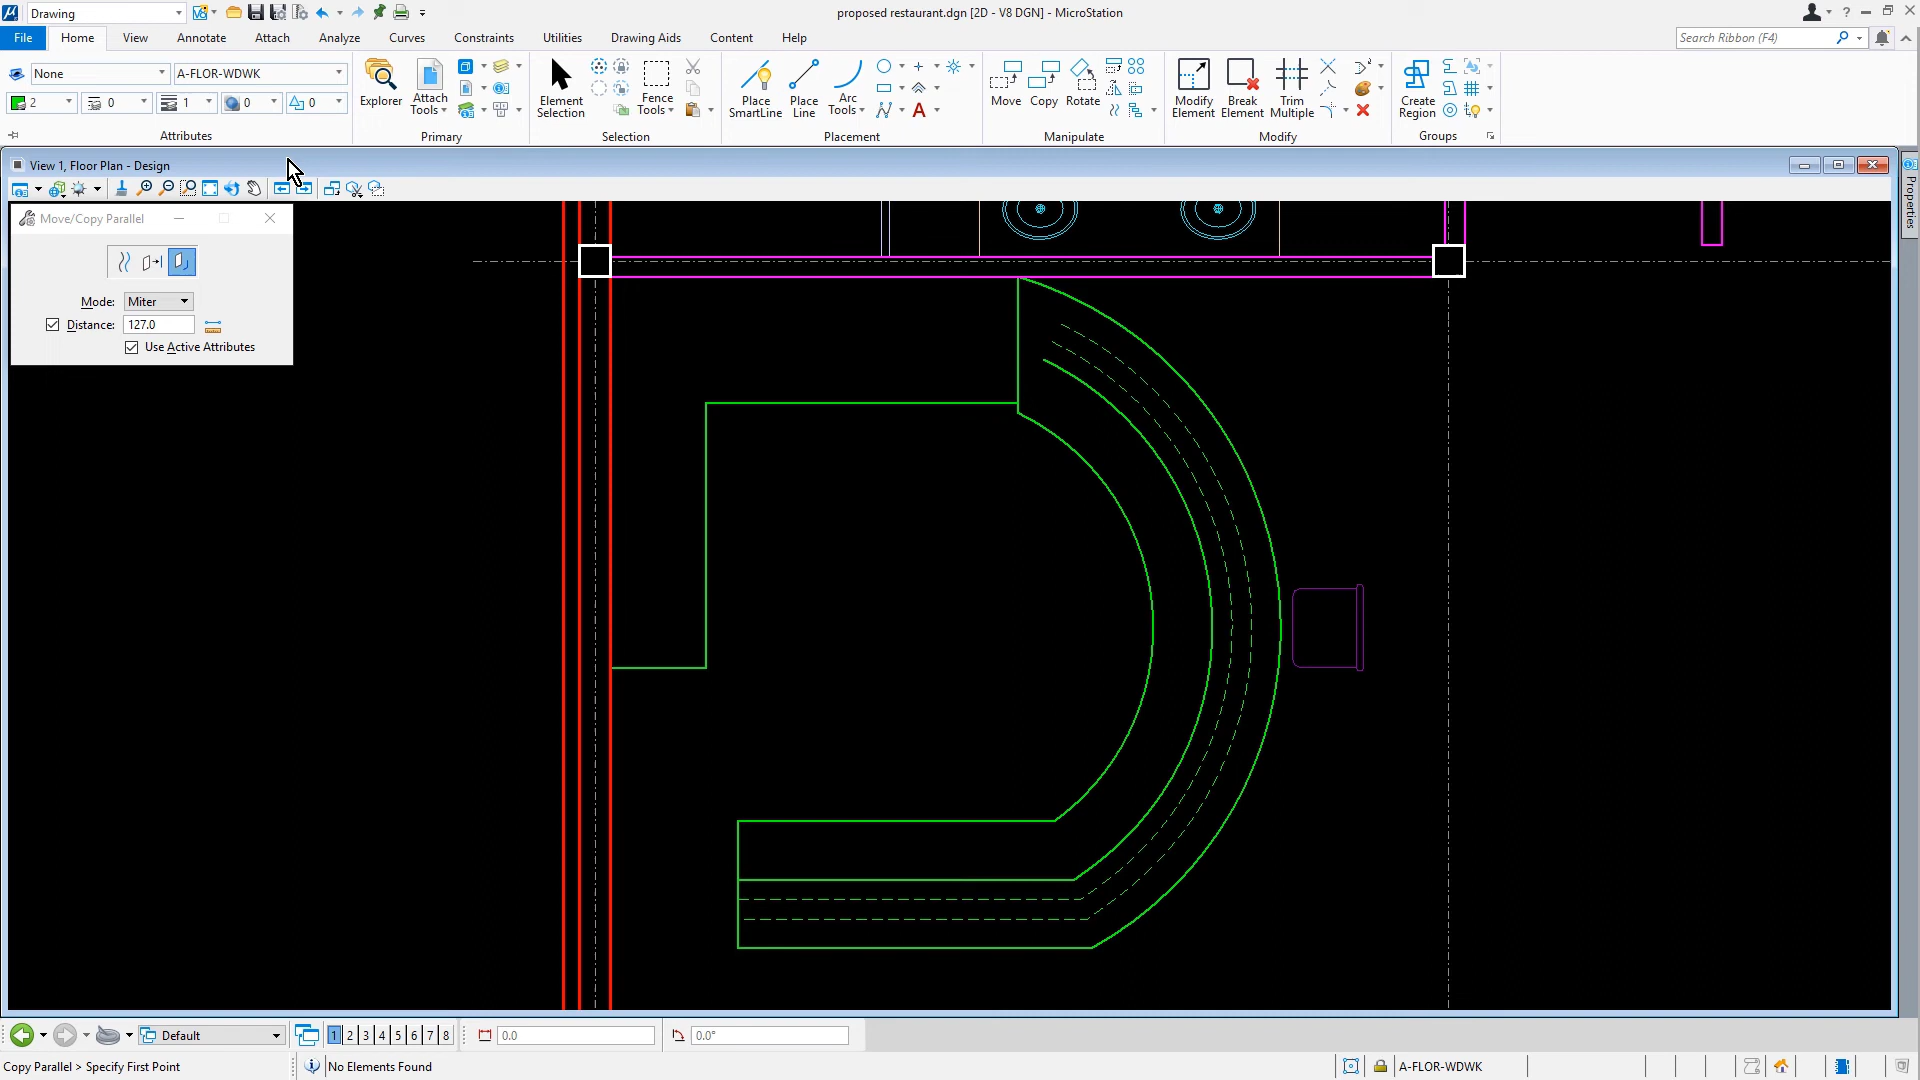 Drawing
proposed restaurant.dgn [2D - V8 DGN] - MicroStation
File Home View Annotate Attach Analyze Curves Constraints Utilities Drawing Aids Content Help
Search Ribbon (F4)
None A-FLOR-WDWK
2 0 1 0 0
Explorer Attach Tools Element Selection Fence Tools Place SmartLine Place Line Arc Tools Move Copy Rotate Modify Element Break Element Trim Multiple Create Region
Attributes Primary Selection Placement Manipulate Modify Groups
View 1, Floor Plan - Design
Properties
Move/Copy Parallel
Mode: Miter
Distance: 127.0
Use Active Attributes
Default 1 2 3 4 5 6 7 8 0.0 0.0°
Copy Parallel > Specify First Point No Elements Found A-FLOR-WDWK